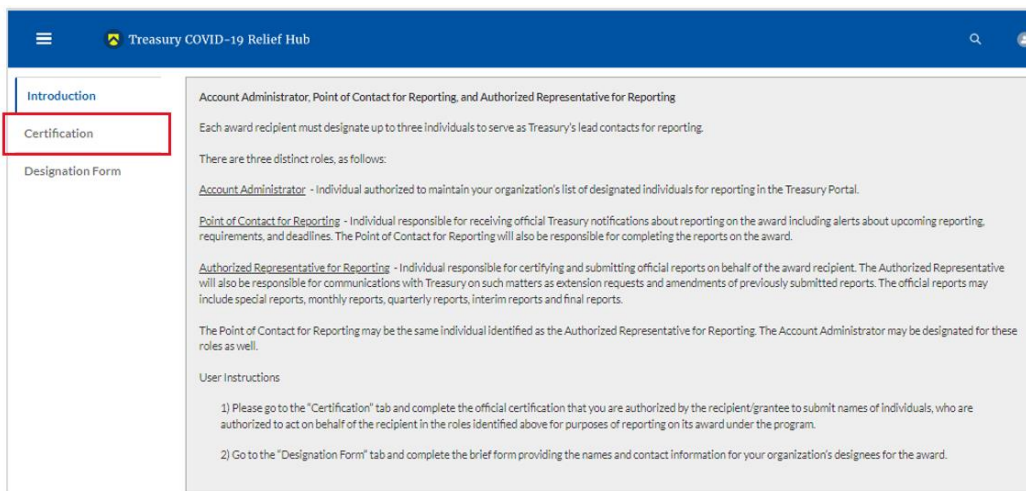 Treasury COVID-19 Relief Hub
Introduction
Certification
Designation Form
Account Administrator, Point of Contact for Reporting, and Authorized Representative for Reporting
Each award recipient must designate up to three individuals to serve as Treasury's lead contacts for reporting.
There are three distinct roles, as follows:
Account Administrator - Individual authorized to maintain your organization's list of designated individuals for reporting in the Treasury Portal.
Point of Contact for Reporting - Individual responsible for receiving official Treasury notifications about reporting on the award including alerts about upcoming reporting,
requirements, and deadlines. The Point of Contact for Reporting will also be responsible for completing the reports on the award.
Authorized Representative for Reporting - Individual responsible for certifying and submitting official reports on behalf of the award recipient. The Authorized Representative
will also be responsible for communications with Treasury on such matters as extension requests and amendments of previously submitted reports. The official reports may
include special reports, monthly reports, quarterly reports, interim reports and final reports.
The Point of Contact for Reporting may be the same individual identified as the Authorized Representative for Reporting. The Account Administrator may be designated for these
roles as well.
User Instructions
1) Please go to the "Certification" tab and complete the official certification that you are authorized by the recipient/grantee to submit names of individuals, who are
authorized to act on behalf of the recipient in the roles identified above for purposes of reporting on its award under the program.
2) Go to the "Designation Form" tab and complete the brief form providing the names and contact information for your organization's designees for the award.